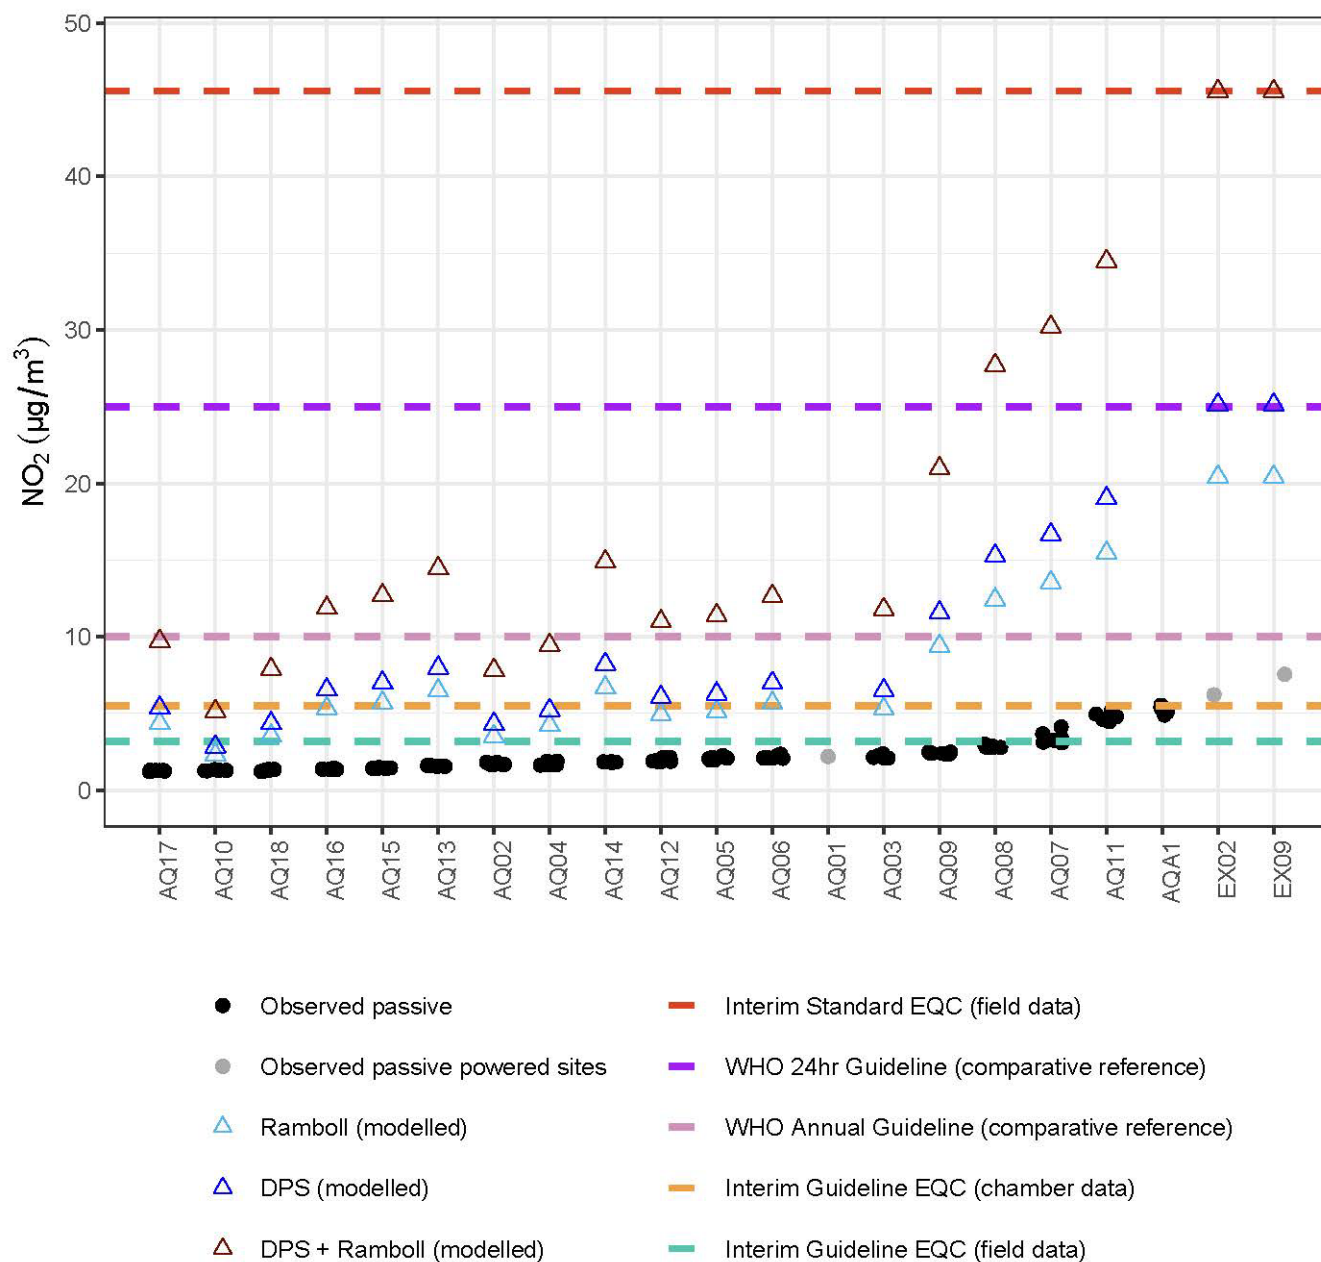 50
40
30
20
10
0
NO₂ (µg/m³)
AQ17
AQ10
AQ18
AQ16
AQ15
AQ13
AQ02
AQ04
AQ14
AQ12
AQ05
AQ06
AQ01
AQ03
AQ09
AQ08
AQ07
AQ11
AQA1
EX02
EX09
Observed passive
Observed passive powered sites
Ramboll (modelled)
DPS (modelled)
DPS + Ramboll (modelled)
Interim Standard EQC (field data)
WHO 24hr Guideline (comparative reference)
WHO Annual Guideline (comparative reference)
Interim Guideline EQC (chamber data)
Interim Guideline EQC (field data)